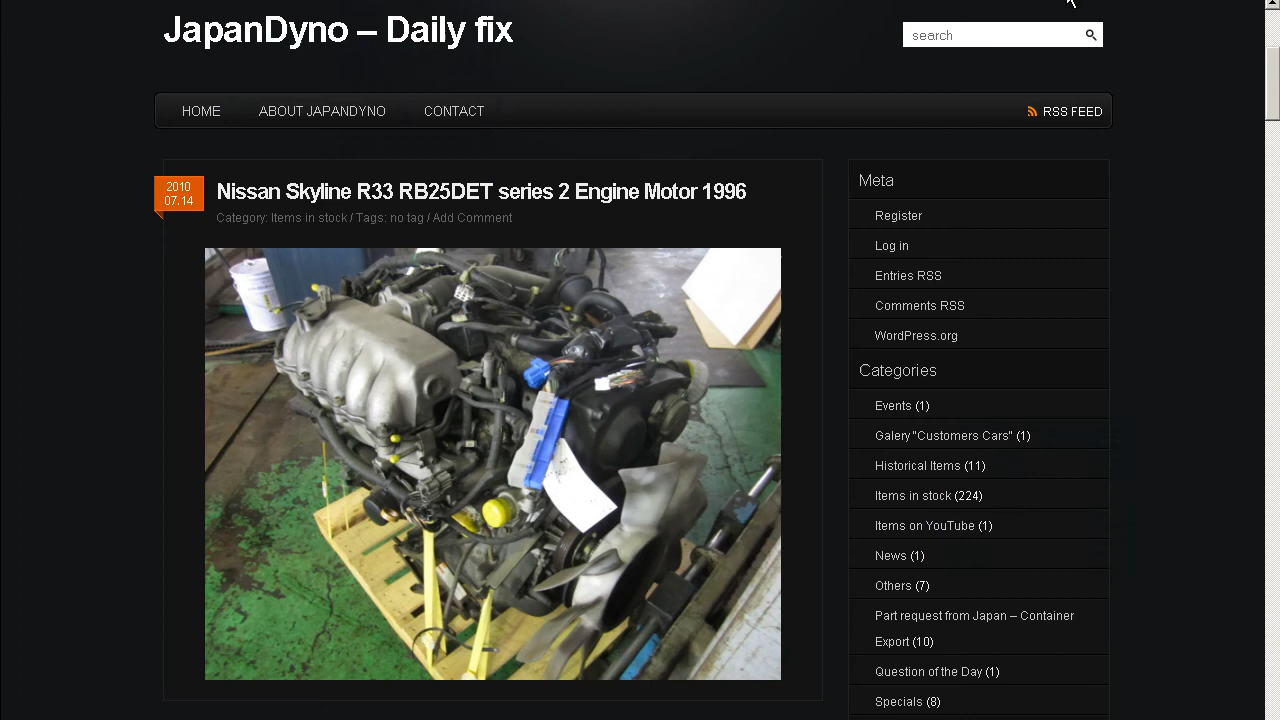 JapanDyno – Daily fix
search
HOME ABOUT JAPANDYNO CONTACT RSS FEED
2010
07.14
Nissan Skyline R33 RB25DET series 2 Engine Motor 1996
Category: Items in stock / Tags: no tag / Add Comment
Meta
Register
Log in
Entries RSS
Comments RSS
WordPress.org
Categories
Events (1)
Galery "Customers Cars" (1)
Historical Items (11)
Items in stock (224)
Items on YouTube (1)
News (1)
Others (7)
Part request from Japan – Container
Export (10)
Question of the Day (1)
Specials (8)